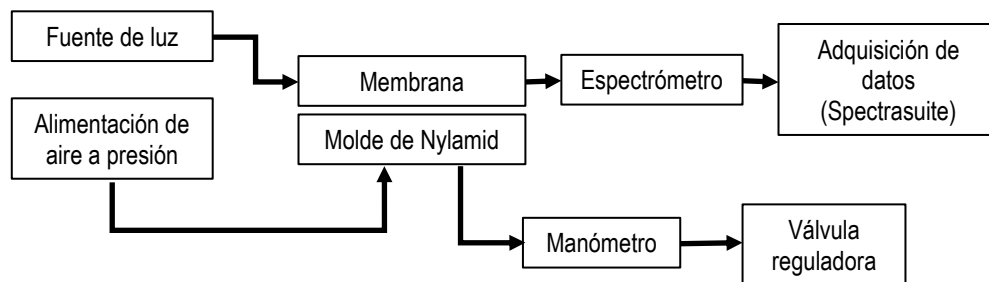 Fuente de luz
Membrana
Espectrómetro
Adquisición de
datos
(Spectrasuite)
Alimentación de
aire a presión
Molde de Nylamid
Manómetro
Válvula
reguladora